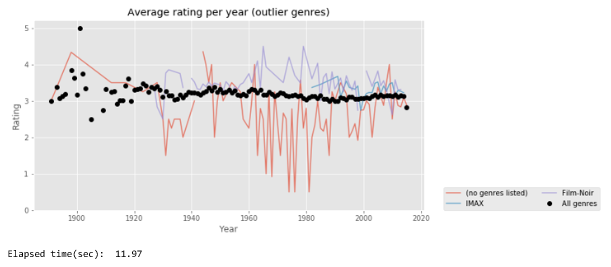 Average rating per year (outlier genres)
5
4
3
2
1
0
Rating
1900
1920
1940
1960
1980
2000
2020
Year
(no genres listed)
IMAX
Film-Noir
All genres
Elapsed time(sec): 11.97